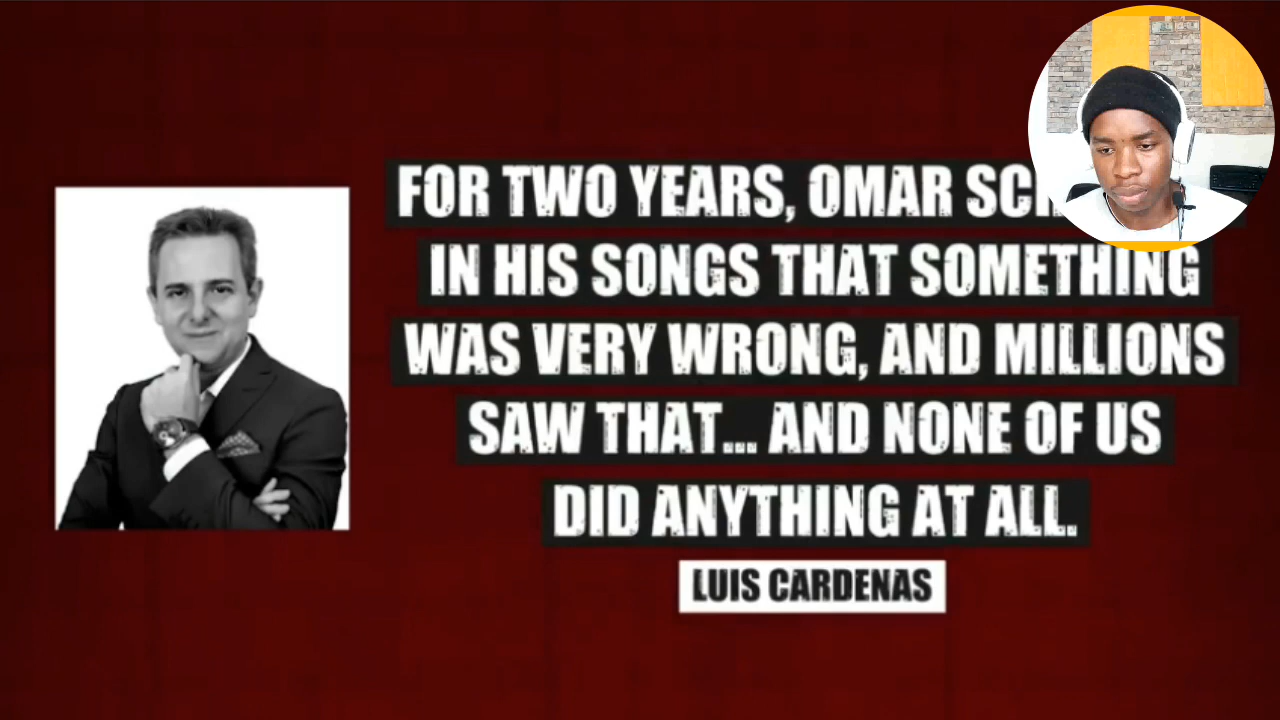 FOR TWO YEARS, OMAR
IN HIS SONGS THAT SOMETHING
WAS VERY WRONG, AND MILLIONS
SAW THAT... AND NONE OF US
DID ANYTHING AT ALL.
LUIS CARDENAS